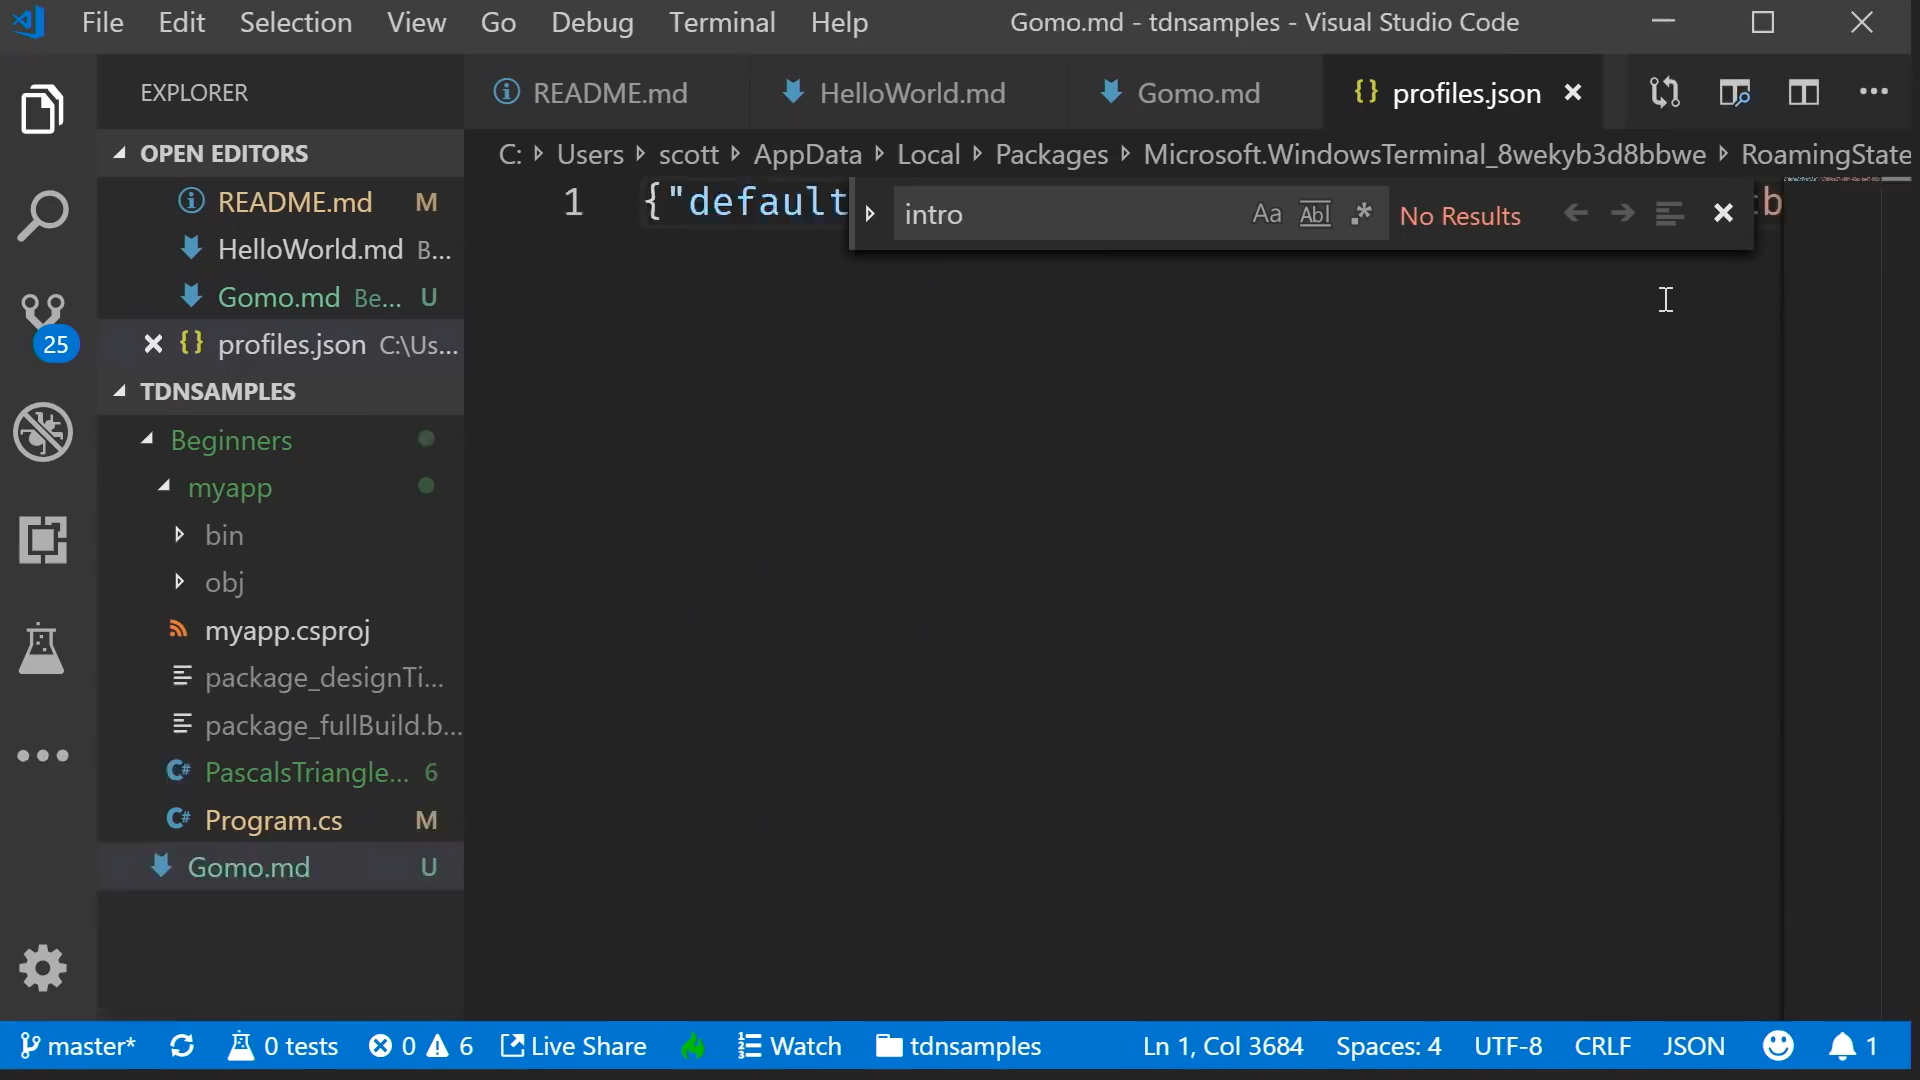 File Edit Selection View Go Debug Terminal Help Gomo.md - tdnsamples - Visual Studio Code
EXPLORER
README.md HelloWorld.md Gomo.md {} profiles.json
OPEN EDITORS
C: Users scott AppData Local Packages Microsoft.WindowsTerminal_8wekyb3d8bbwe RoamingState
README.md M
1 {"default
intro Aa Abl .* No Results
b
HelloWorld.md B...
Gomo.md Be... U
{} profiles.json C:\Us...
25
TDNSAMPLES
Beginners
myapp
bin
obj
myapp.csproj
package_designTi...
package_fullBuild.b...
C# PascalsTriangle... 6
C# Program.cs M
Gomo.md U
master* 0 tests 0 6 Live Share Watch tdnsamples Ln 1, Col 3684 Spaces: 4 UTF-8 CRLF JSON 1